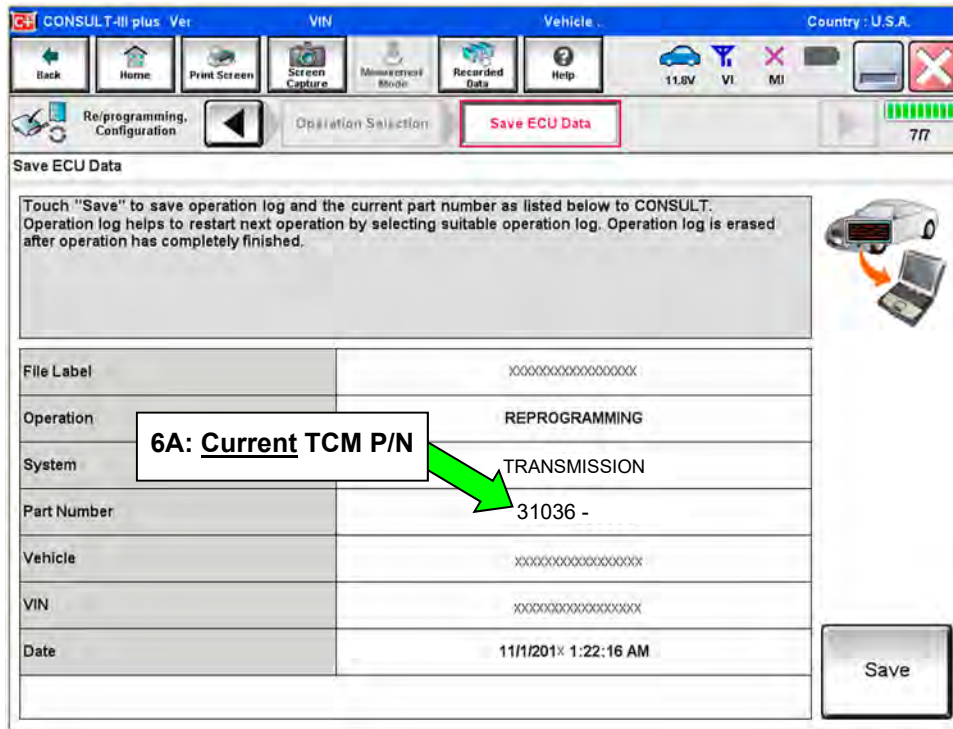 C+ CONSULT-III plus Ver VIN Vehicle . Country : U.S.A.
Back Home Print Screen Screen Capture Measurement Mode Recorded Data Help 11.8V VI MI
Re/programming, Configuration Operation Selection Save ECU Data 7/7
Save ECU Data
Touch "Save" to save operation log and the current part number as listed below to CONSULT.
Operation log helps to restart next operation by selecting suitable operation log. Operation log is erased
after operation has completely finished.
File Label XXXXXXXXXXXXXXXXX
Operation REPROGRAMMING
6A: Current TCM P/N
System TRANSMISSION
Part Number 31036 -
Vehicle XXXXXXXXXXXXXXXXX
VIN XXXXXXXXXXXXXXXXX
Date 11/1/201X 1:22:16 AM
Save